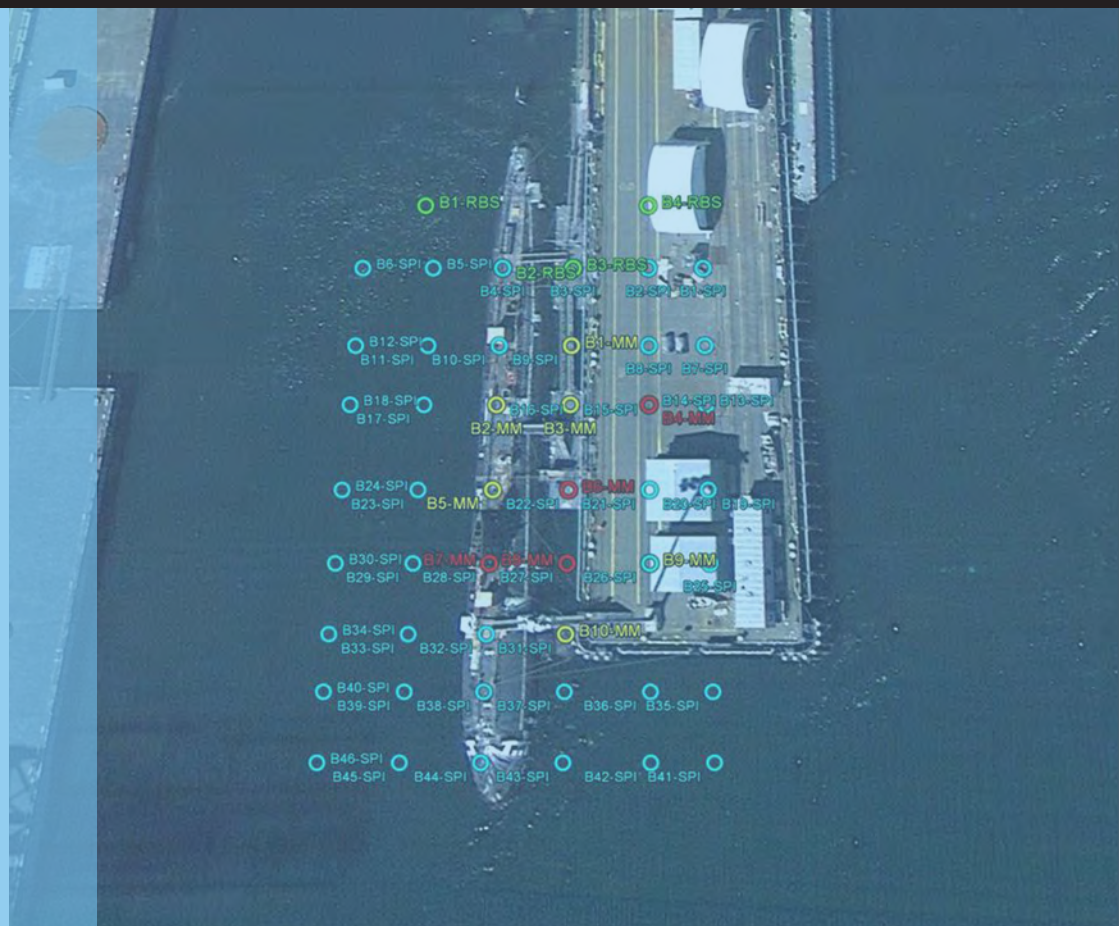 B1-RBS B4-RBS
B6-SPI B5-SPI B3-RBS
B2-RBS
B4-SPI B3-SPI B2-SPI B1-SPI
B12-SPI B1-MM
B11-SPI B10-SPI B9-SPI B8-SPI B7-SPI
B18-SPI B16-SPI B15-SPI B14-SPI B13-SPI
B17-SPI B4-MM
B2-MM B3-MM
B24-SPI B6-MM
B23-SPI B5-MM B22-SPI B21-SPI B20-SPI B19-SPI
B30-SPI B7-MM B8-MM B9-MM
B29-SPI B28-SPI B27-SPI B26-SPI B25-SPI
B34-SPI B10-MM
B33-SPI B32-SPI B31-SPI
B40-SPI
B39-SPI B38-SPI B37-SPI B36-SPI B35-SPI
B46-SPI
B45-SPI B44-SPI B43-SPI B42-SPI B41-SPI